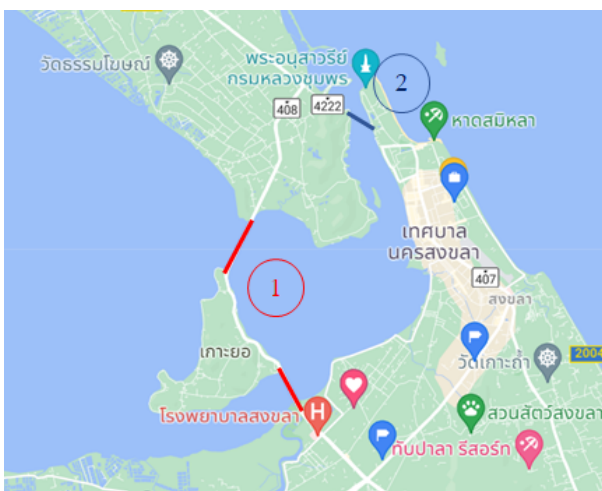 วัดธรรมโฆษณ์
พระอนุสาวรีย์
กรมหลวงชุมพร
2
408
4222
หาดสมิหลา
เทศบาล
นครสงขลา
407
สงขลา
1
เกาะยอ
วัดเกาะถ้ำ
2004
โรงพยาบาลสงขลา
H
สวนสัตว์สงขลา
ทับปาลา รีสอร์ท